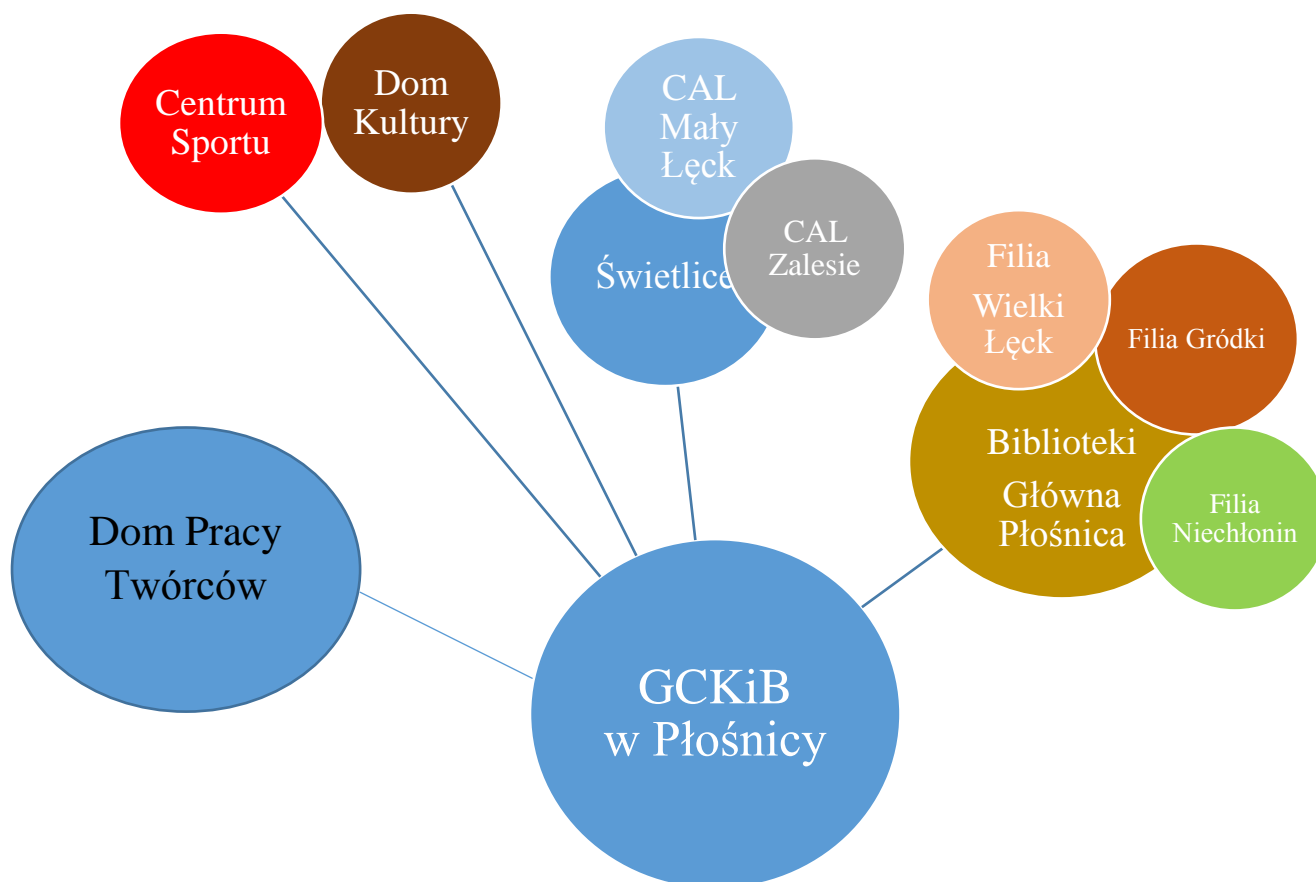 Centrum
Sportu
Dom
Kultury
CAL
Mały
Łęck
CAL
Zalesie
Świetlice
Filia
Wielki
Łęck
Filia Gródki
Biblioteki
Główna
Płośnica
Filia
Niechłonin
Dom Pracy
Twórców
GCKiB
w Płośnicy